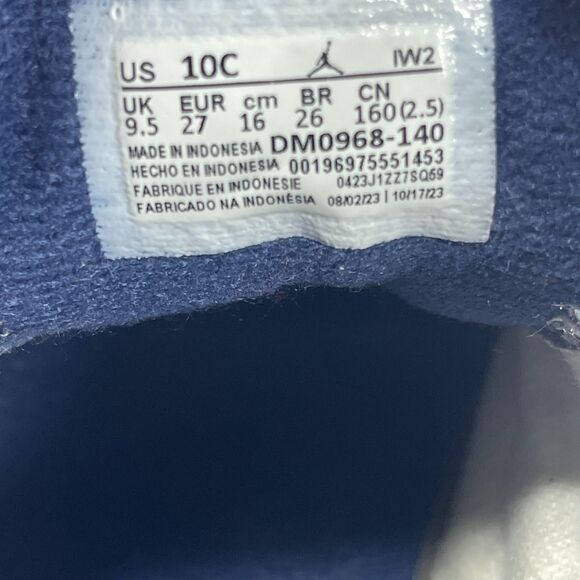 US 10C IW2
UK EUR cm BR CN
9.5 27 16 26 160(2.5)
MADE IN INDONESIA DM0968-140
HECHO EN INDONESIA 00196975551453
FABRIQUE EN INDONESIE 0423J1ZZ7SQ59
FABRICADO NA INDONÉSIA 08/02/23 | 10/17/23